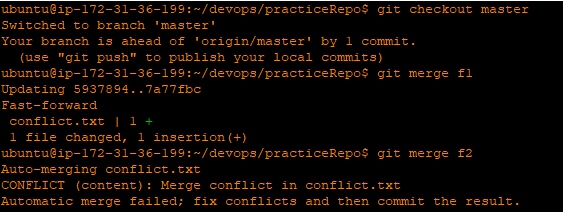 ubuntu@ip-172-31-36-199:~/devops/practiceRepo$ git checkout master
Switched to branch 'master'
Your branch is ahead of 'origin/master' by 1 commit.
  (use "git push" to publish your local commits)
ubuntu@ip-172-31-36-199:~/devops/practiceRepo$ git merge f1
Updating 5937894..7a77fbc
Fast-forward
 conflict.txt | 1 +
 1 file changed, 1 insertion(+)
ubuntu@ip-172-31-36-199:~/devops/practiceRepo$ git merge f2
Auto-merging conflict.txt
CONFLICT (content): Merge conflict in conflict.txt
Automatic merge failed; fix conflicts and then commit the result.